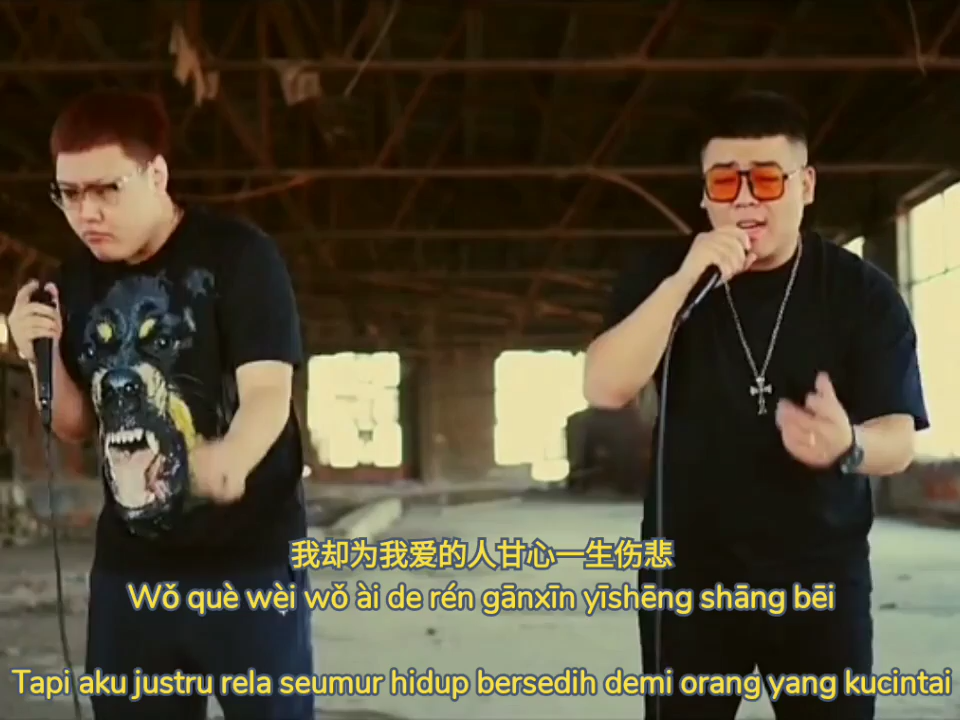 我却为我爱的人甘心一生伤悲
Wǒ què wèi wǒ ài de rén gānxīn yīshēng shāng bēi
Tapi aku justru rela seumur hidup bersedih demi orang yang kucintai